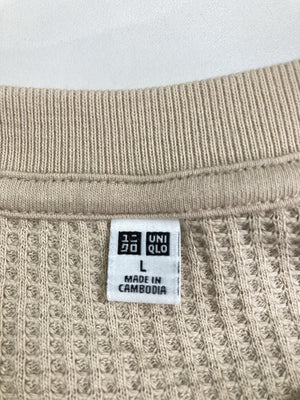 ユニ UNI
クロ QLO
L
MADE IN
CAMBODIA